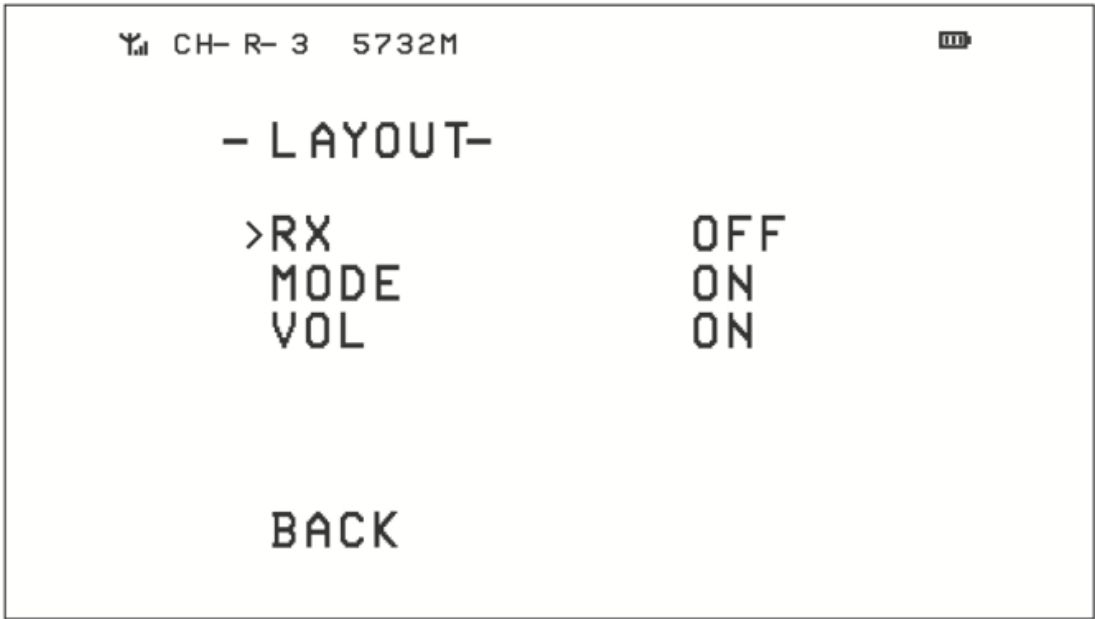 CH- R- 3 5732M
- LAYOUT-
>RX OFF
MODE ON
VOL ON
BACK